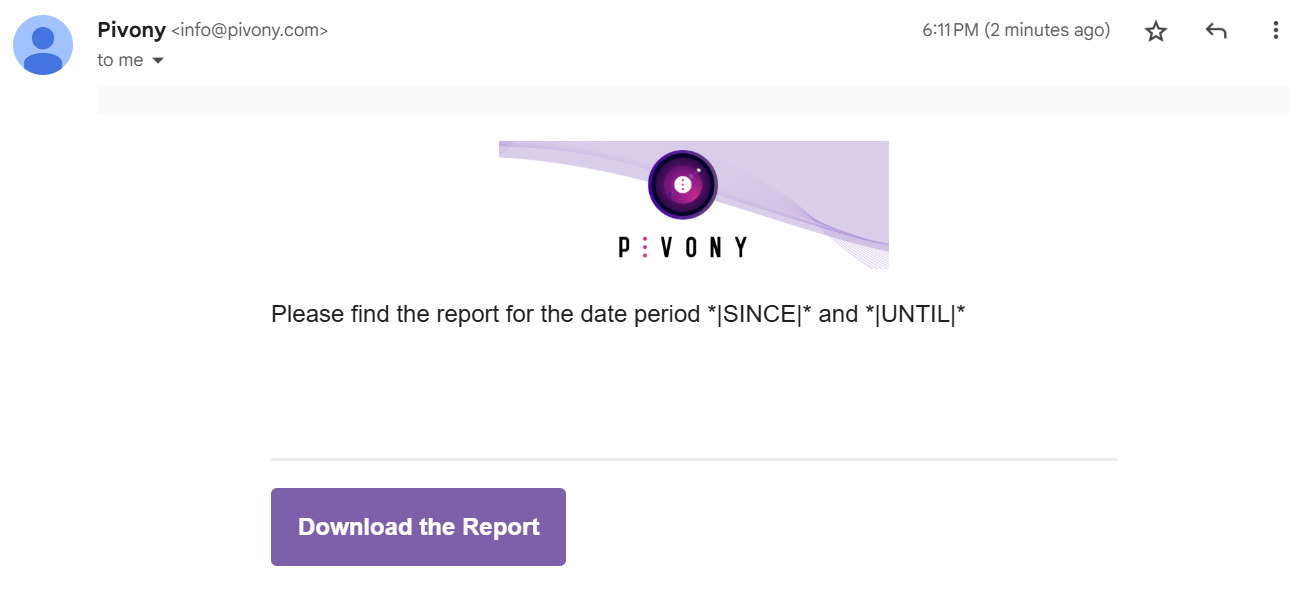 Pivony <info@pivony.com>
6:11 PM (2 minutes ago)
to me
P⋮VONY
Please find the report for the date period *|SINCE|* and *|UNTIL|*
Download the Report